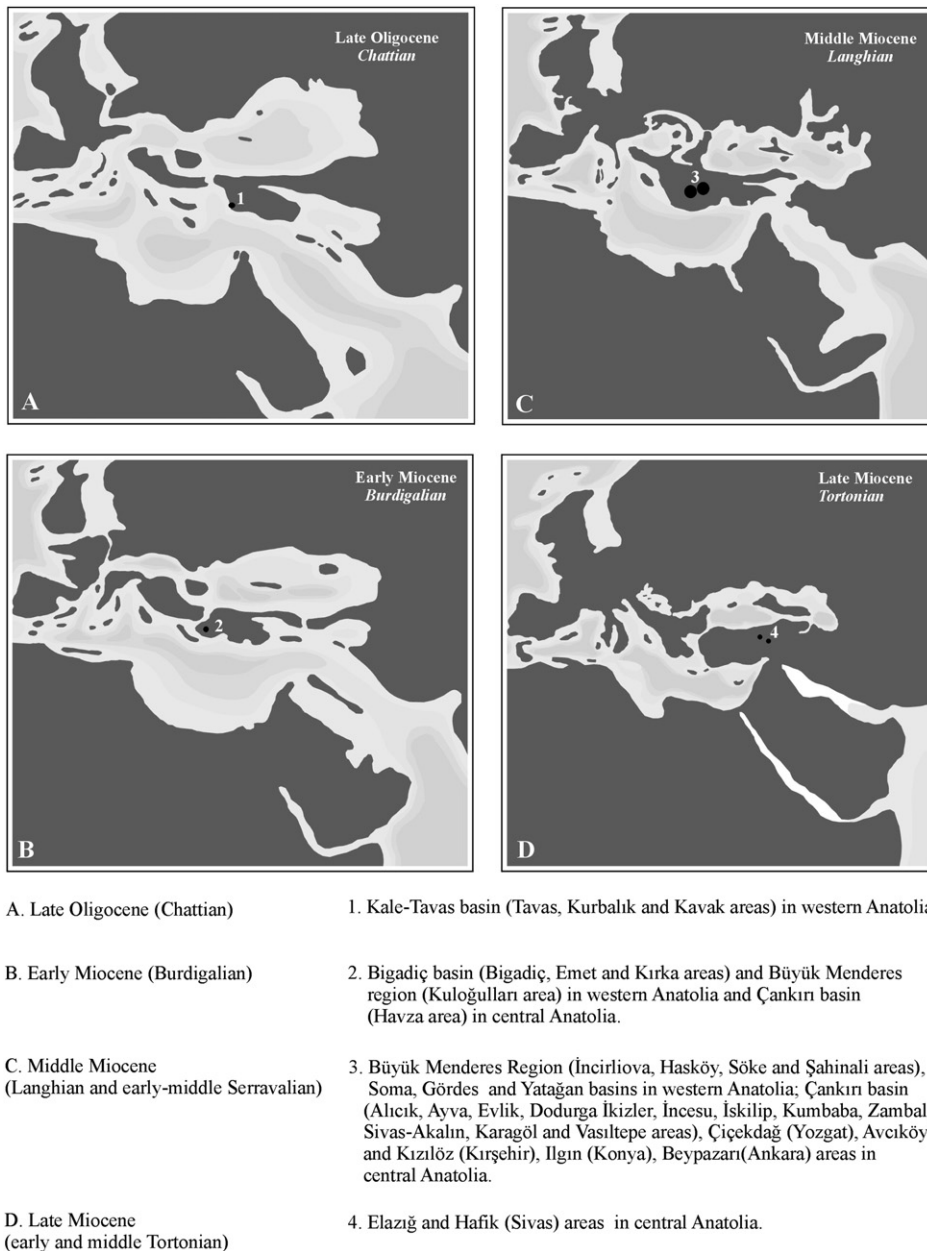 Late Oligocene
Chattian
1
A
Middle Miocene
Langhian
3
C
Early Miocene
Burdigalian
2
B
Late Miocene
Tortonian
4
D
A. Late Oligocene (Chattian)
1. Kale-Tavas basin (Tavas, Kurbalık and Kavak areas) in western Anatolia
B. Early Miocene (Burdigalian)
2. Bigadiç basin (Bigadiç, Emet and Kırka areas) and Büyük Menderes
region (Kuloğulları area) in western Anatolia and Çankırı basin
(Havza area) in central Anatolia.
C. Middle Miocene
(Langhian and early-middle Serravalian)
3. Büyük Menderes Region (İncirliova, Hasköy, Söke and Şahinali areas),
Soma, Gördes and Yatağan basins in western Anatolia; Çankırı basin
(Alıcık, Ayva, Evlik, Dodurga İkizler, İncesu, İskilip, Kumbaba, Zambal
Sivas-Akalın, Karagöl and Vasıltepe areas), Çiçekdağ (Yozgat), Avcıköy
and Kızılöz (Kırşehir), Ilgın (Konya), Beypazarı(Ankara) areas in
central Anatolia.
D. Late Miocene
(early and middle Tortonian)
4. Elazığ and Hafik (Sivas) areas in central Anatolia.